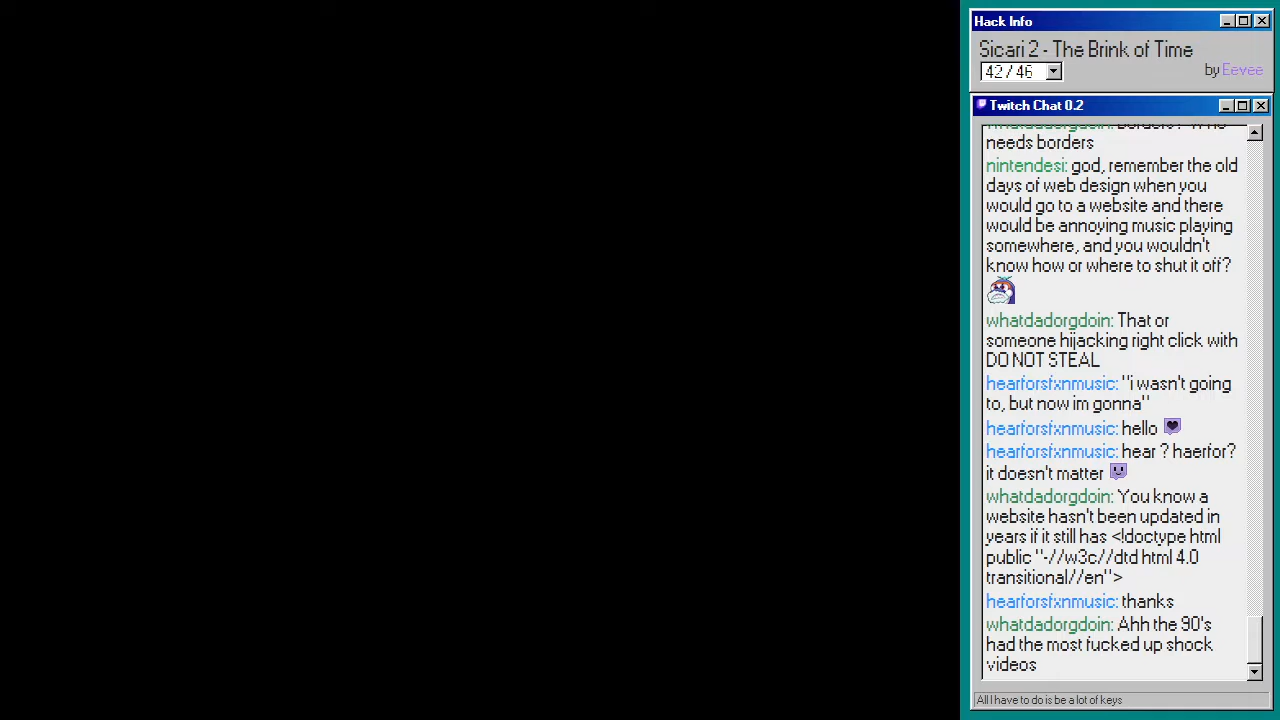 Hack Info
Sicari 2 - The Brink of Time
42 / 46
by Eevee
Twitch Chat 0.2
needs borders
nintendesi: god, remember the old
days of web design when you
would go to a website and there
would be annoying music playing
somewhere, and you wouldn't
know how or where to shut it off?
whatdadorgdoin: That or
someone hijacking right click with
DO NOT STEAL
hearforsfxnmusic: "i wasn't going
to, but now im gonna"
hearforsfxnmusic: hello
hearforsfxnmusic: hear ? haerfor?
it doesn't matter
whatdadorgdoin: You know a
website hasn't been updated in
years if it still has <!doctype html
public "-//w3c//dtd html 4.0
transitional//en">
hearforsfxnmusic: thanks
whatdadorgdoin: Ahh the 90's
had the most fucked up shock
videos
All I have to do is be a lot of keys